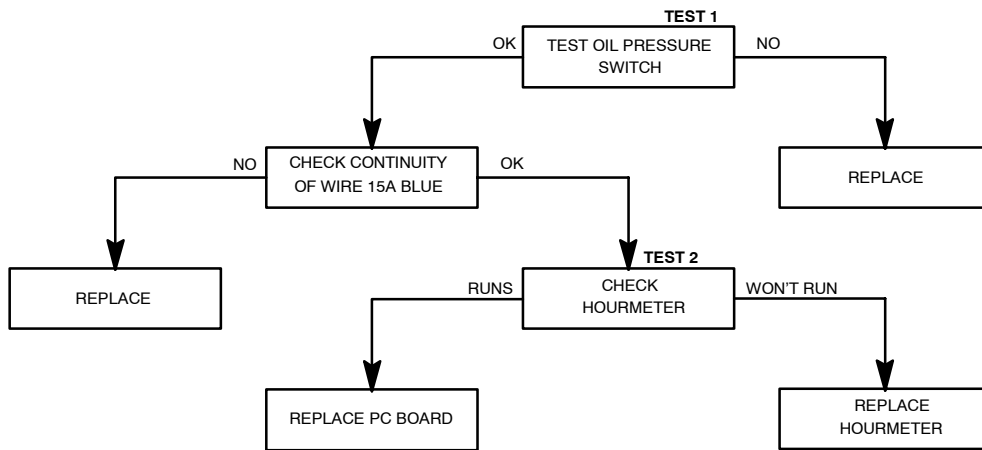 TEST 1
OK
TEST OIL PRESSURE
SWITCH
NO
NO
CHECK CONTINUITY
OF WIRE 15A BLUE
OK
REPLACE
TEST 2
REPLACE
RUNS
CHECK
HOURMETER
WON'T RUN
REPLACE PC BOARD
REPLACE
HOURMETER